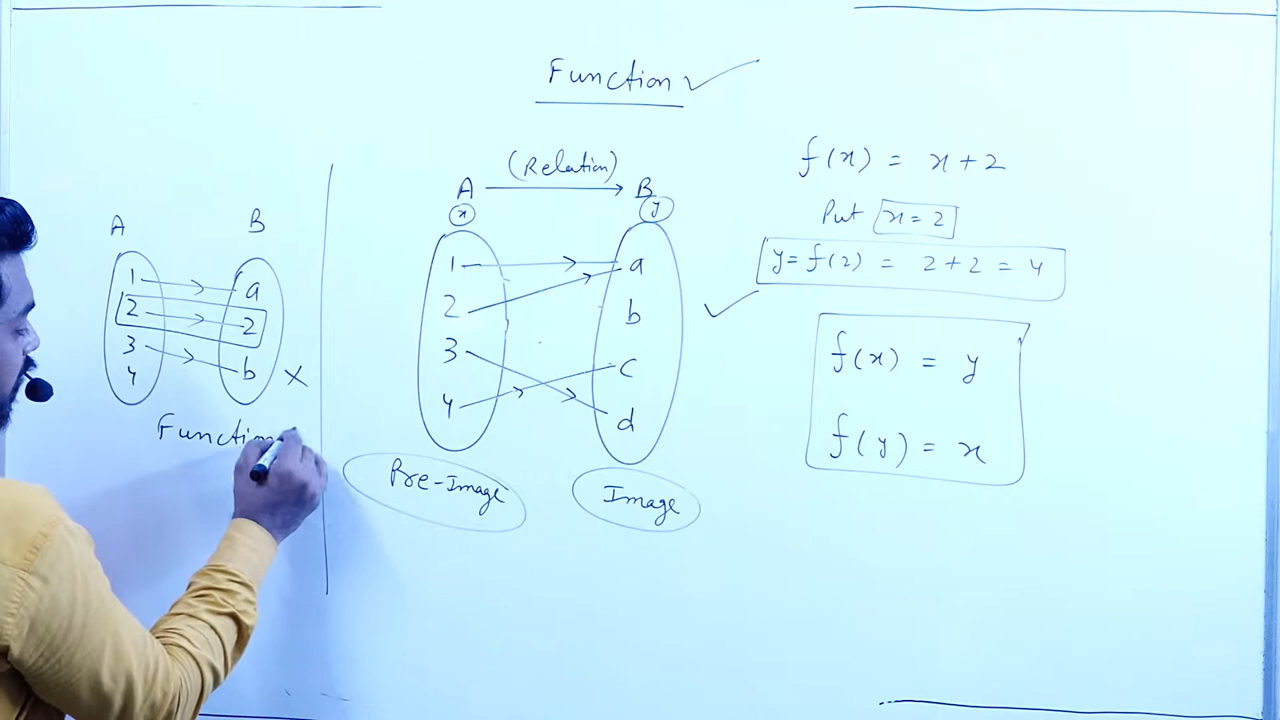 Function ✓
A B
1 a
2 2
3 b
4
×
Function
(Relation)
A → B
x y
1 a
2 b
3 c
4 d
✓
Pre-Image Image
f(x) = x+2
Put x=2
y= f(2) = 2+2 = 4
f(x) = y
f(y) = x